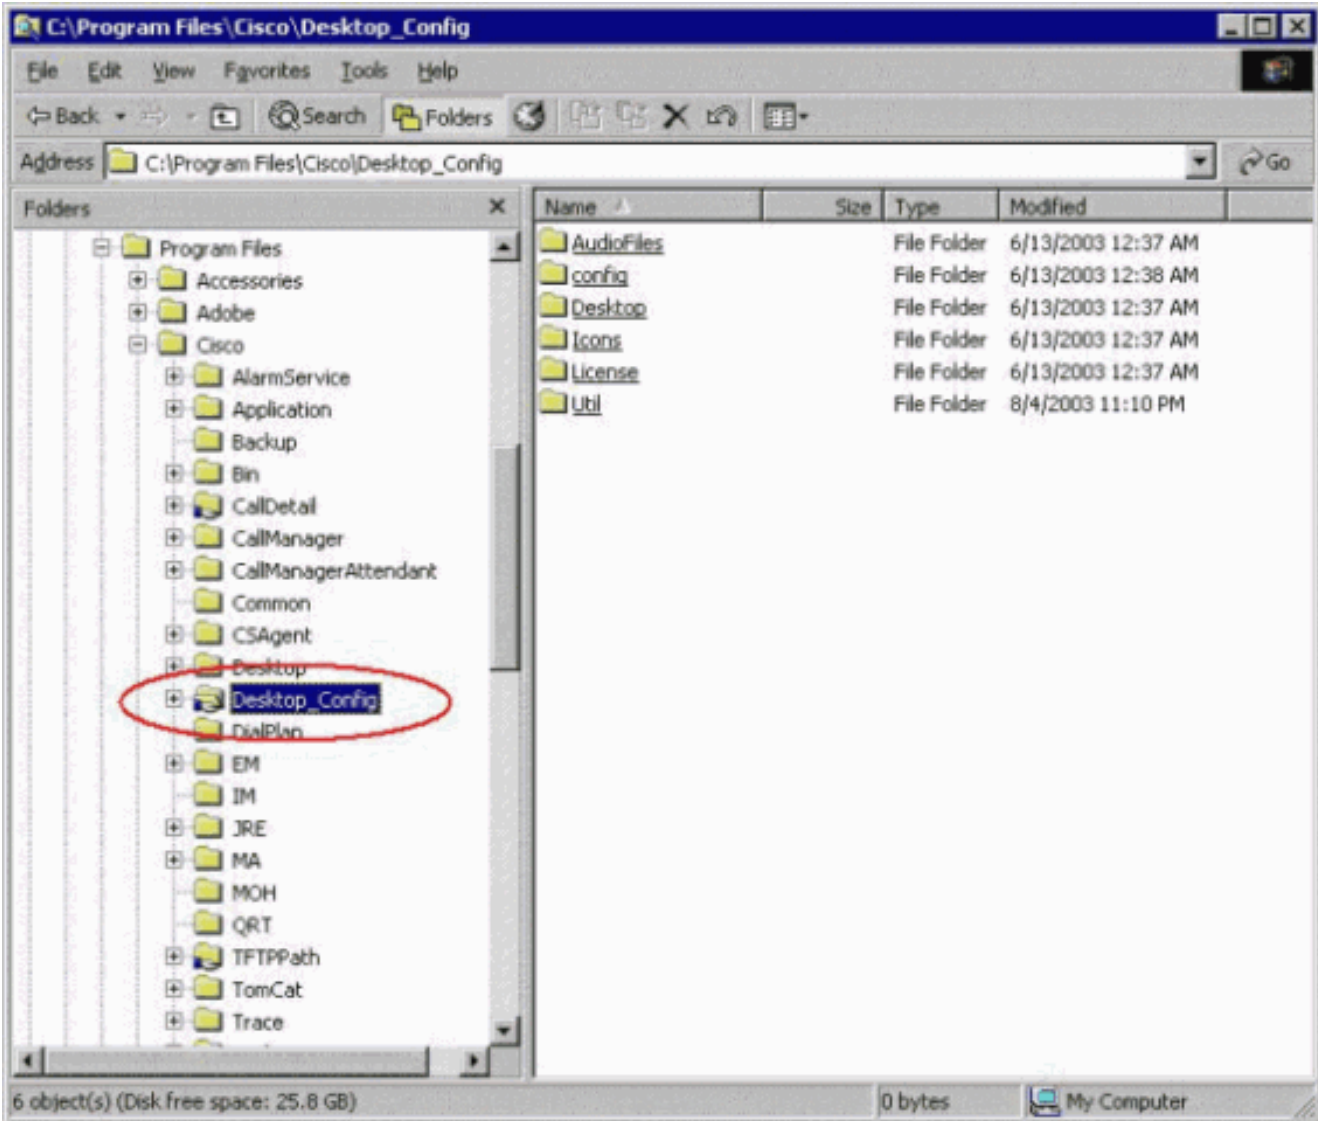 C:\Program Files\Cisco\Desktop_Config
File Edit View Favorites Tools Help
Back Search Folders
Address C:\Program Files\Cisco\Desktop_Config Go
Folders
Program Files
Accessories
Adobe
Cisco
AlarmService
Application
Backup
Bin
CallDetail
CallManager
CallManagerAttendant
Common
CSAgent
Desktop
Desktop_Config
DialPlan
EM
IM
JRE
MA
MOH
QRT
TFTPPath
TomCat
Trace
Name Size Type Modified
AudioFiles File Folder 6/13/2003 12:37 AM
config File Folder 6/13/2003 12:38 AM
Desktop File Folder 6/13/2003 12:37 AM
Icons File Folder 6/13/2003 12:37 AM
License File Folder 6/13/2003 12:37 AM
Util File Folder 8/4/2003 11:10 PM
6 object(s) (Disk free space: 25.8 GB) 0 bytes My Computer